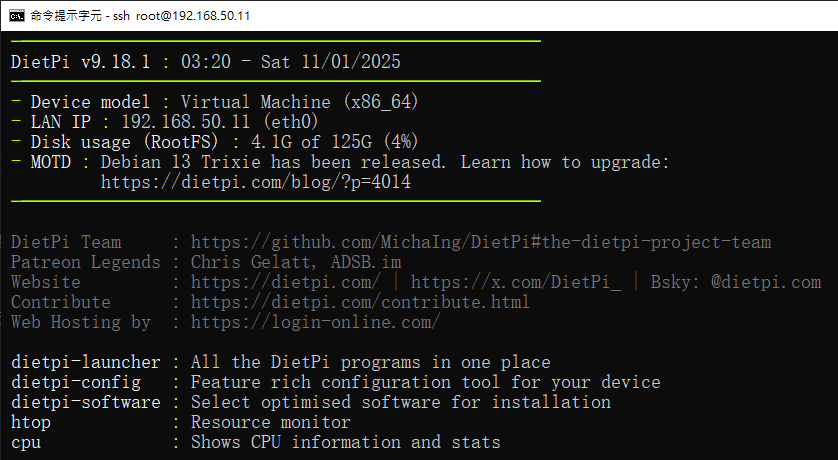 命令提示字元 - ssh root@192.168.50.11
DietPi v9.18.1 : 03:20 - Sat 11/01/2025
- Device model : Virtual Machine (x86_64)
- LAN IP : 192.168.50.11 (eth0)
- Disk usage (RootFS) : 4.1G of 125G (4%)
- MOTD : Debian 13 Trixie has been released. Learn how to upgrade:
https://dietpi.com/blog/?p=4014
DietPi Team : https://github.com/MichaIng/DietPi#the-dietpi-project-team
Patreon Legends : Chris Gelatt, ADSB.im
Website : https://dietpi.com/ | https://x.com/DietPi_ | Bsky: @dietpi.com
Contribute : https://dietpi.com/contribute.html
Web Hosting by : https://login-online.com/
dietpi-launcher : All the DietPi programs in one place
dietpi-config : Feature rich configuration tool for your device
dietpi-software : Select optimised software for installation
htop : Resource monitor
cpu : Shows CPU information and stats